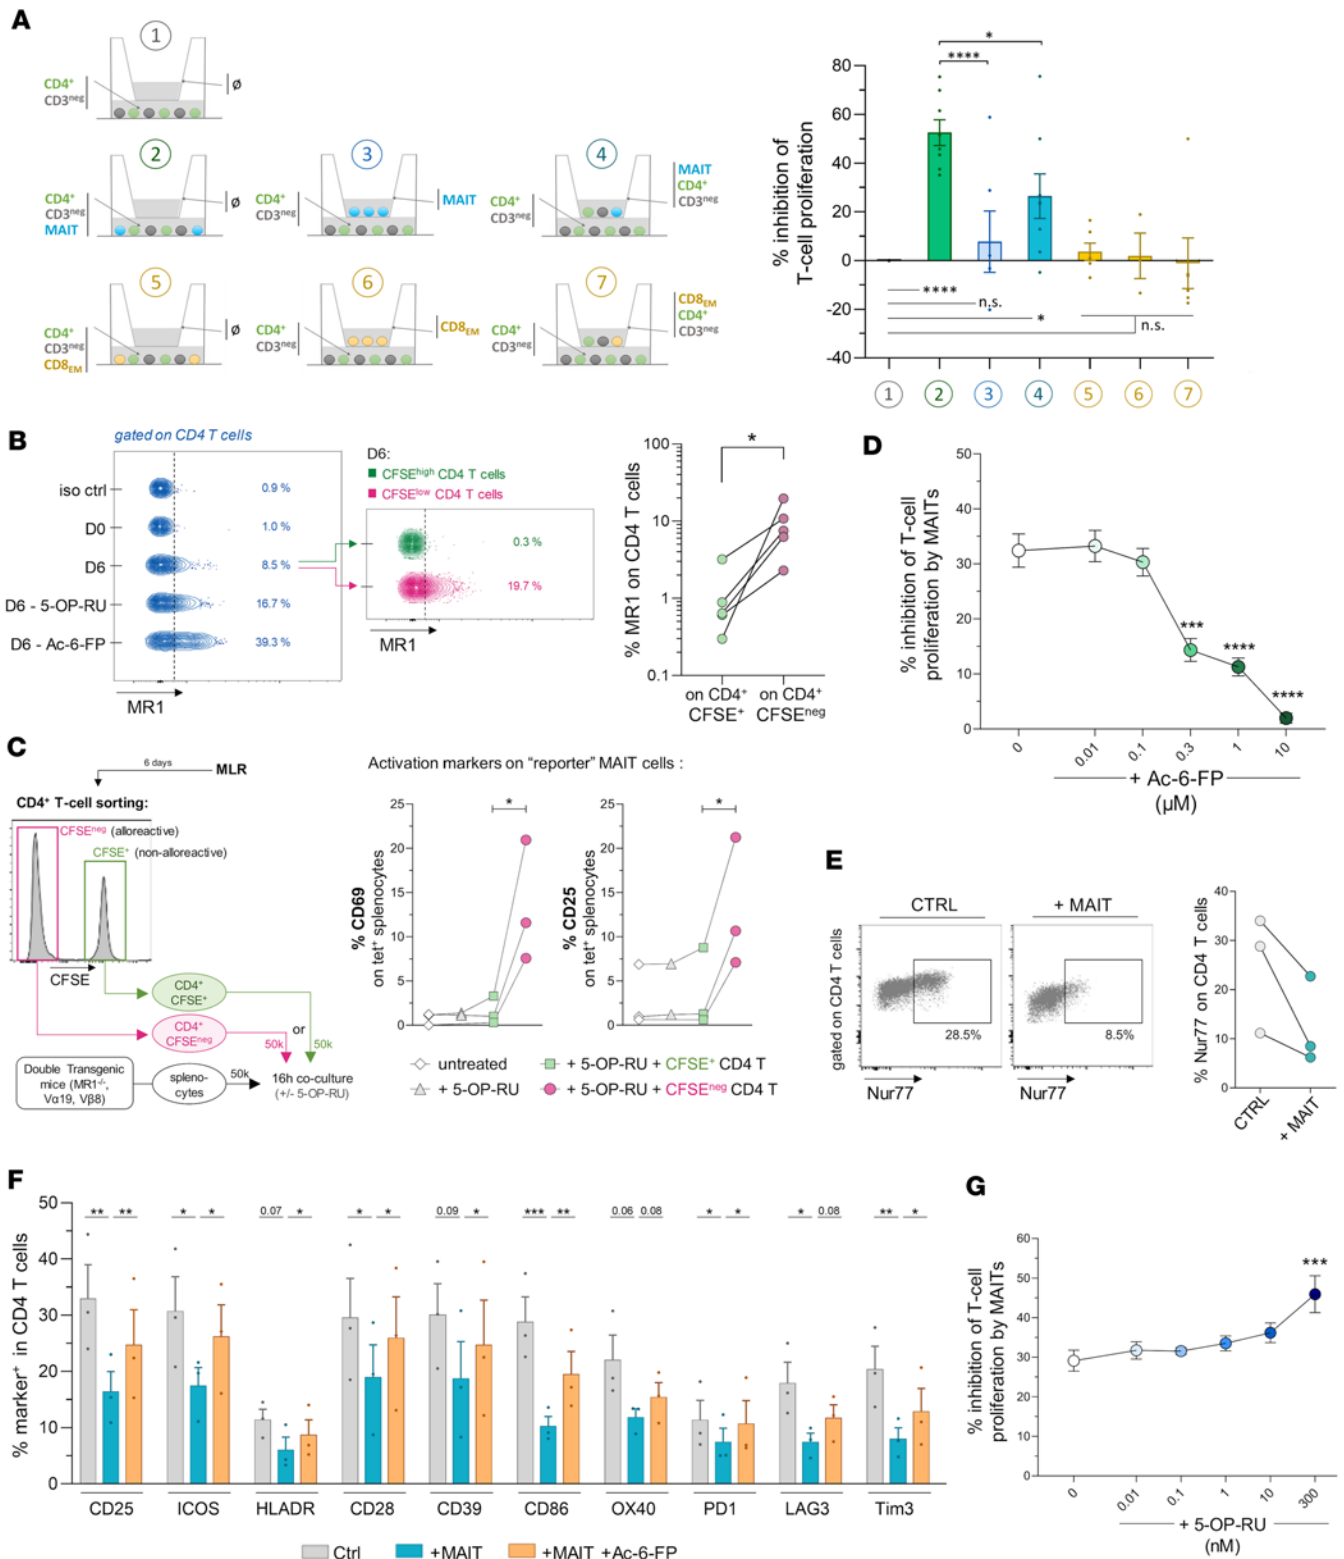 A
1
CD4⁺
CD3ⁿᵉᵍ
Ø
2
CD4⁺
CD3ⁿᵉᵍ
MAIT
Ø
3
CD4⁺
CD3ⁿᵉᵍ
MAIT
4
CD4⁺
CD3ⁿᵉᵍ
MAIT
CD4⁺
CD3ⁿᵉᵍ
5
CD4⁺
CD3ⁿᵉᵍ
CD8EM
Ø
6
CD4⁺
CD3ⁿᵉᵍ
CD8EM
7
CD4⁺
CD3ⁿᵉᵍ
CD8EM
CD4⁺
CD3ⁿᵉᵍ
% inhibition of
T-cell proliferation
80
60
40
20
0
-20
-40
*
****
****
n.s.
*
n.s.
1 2 3 4 5 6 7
B
gated on CD4 T cells
iso ctrl 0.9 %
D0 1.0 %
D6 8.5 %
D6 - 5-OP-RU 16.7 %
D6 - Ac-6-FP 39.3 %
MR1
D6:
CFSEʰⁱᵍʰ CD4 T cells
CFSEˡᵒʷ CD4 T cells
0.3 %
19.7 %
MR1
% MR1 on CD4 T cells
100
10
1
0.1
*
on CD4⁺ on CD4⁺
CFSE⁺ CFSEⁿᵉᵍ
D
% inhibition of T-cell
proliferation by MAITs
50
40
30
20
10
0
***
****
****
0 0.01 0.1 0.3 1 10
+ Ac-6-FP
(µM)
C
6 days
MLR
CD4⁺ T-cell sorting:
CFSEⁿᵉᵍ (alloreactive)
CFSE⁺ (non-alloreactive)
CFSE
CD4⁺
CFSE⁺
CD4⁺
CFSEⁿᵉᵍ
or
50k 50k
Double Transgenic
mice (MR1⁻/⁻,
Vα19, Vβ8)
spleno-
cytes
50k
16h co-culture
(+/- 5-OP-RU)
Activation markers on "reporter" MAIT cells :
% CD69
on tet⁺ splenocytes
25
20
15
10
5
0
*
% CD25
on tet⁺ splenocytes
25
20
15
10
5
0
*
untreated
+ 5-OP-RU
+ 5-OP-RU + CFSE⁺ CD4 T
+ 5-OP-RU + CFSEⁿᵉᵍ CD4 T
E
CTRL + MAIT
gated on CD4 T cells
28.5%
8.5%
Nur77 Nur77
% Nur77 on CD4 T cells
40
30
20
10
0
CTRL + MAIT
F
% marker⁺ in CD4 T cells
50
40
30
20
10
0
** ** * * 0.07 * * * 0.09 * *** ** 0.06 0.08 * * * 0.08 ** *
CD25 ICOS HLADR CD28 CD39 CD86 OX40 PD1 LAG3 Tim3
Ctrl +MAIT +MAIT +Ac-6-FP
G
% inhibition of T-cell
proliferation by MAITs
60
50
40
30
20
10
0
***
0 0.01 0.1 1 10 300
+ 5-OP-RU
(nM)